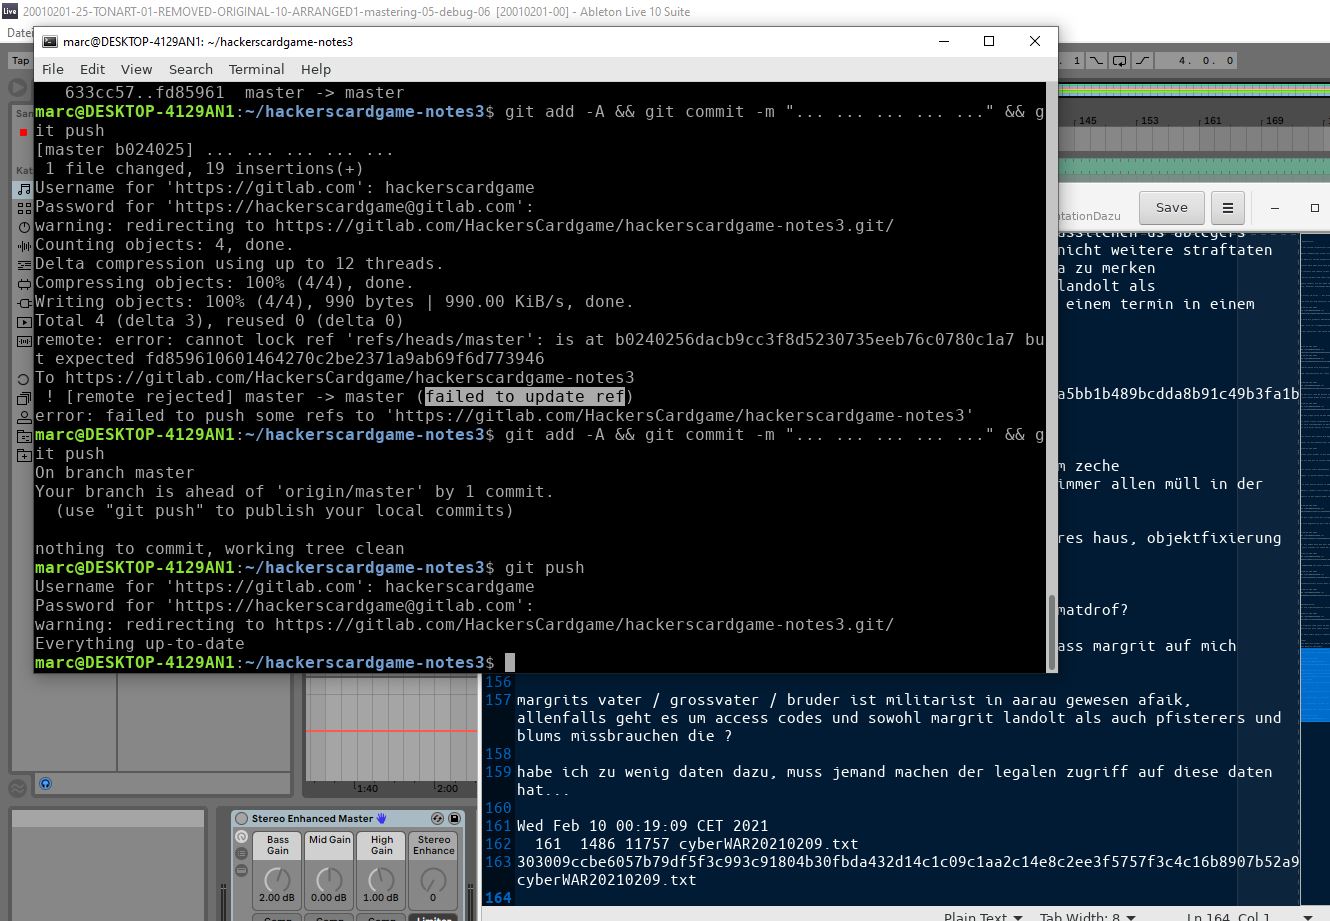 20010201-25-TONART-01-REMOVED-ORIGINAL-10-ARRANGED1-mastering-05-debug-06 [20010201-00] - Ableton Live 10 Suite
Live
Datei
marc@DESKTOP-4129AN1: ~/hackerscardgame-notes3
File Edit View Search Terminal Help
Tap
1 4. 0. 0
633cc57..fd85961 master -> master
marc@DESKTOP-4129AN1:~/hackerscardgame-notes3$ git add -A && git commit -m "... ... ... ... ..." && g
it push
[master b024025] ... ... ... ... ...
1 file changed, 19 insertions(+)
Username for 'https://gitlab.com': hackerscardgame
Password for 'https://hackerscardgame@gitlab.com':
warning: redirecting to https://gitlab.com/HackersCardgame/hackerscardgame-notes3.git/
Counting objects: 4, done.
Delta compression using up to 12 threads.
Compressing objects: 100% (4/4), done.
Writing objects: 100% (4/4), 990 bytes | 990.00 KiB/s, done.
Total 4 (delta 3), reused 0 (delta 0)
remote: error: cannot lock ref 'refs/heads/master': is at b0240256dacb9cc3f8d5230735eeb76c0780c1a7 bu
t expected fd859610601464270c2be2371a9ab69f6d773946
To https://gitlab.com/HackersCardgame/hackerscardgame-notes3
! [remote rejected] master -> master (failed to update ref)
error: failed to push some refs to 'https://gitlab.com/HackersCardgame/hackerscardgame-notes3'
marc@DESKTOP-4129AN1:~/hackerscardgame-notes3$ git add -A && git commit -m "... ... ... ... ..." && g
it push
On branch master
Your branch is ahead of 'origin/master' by 1 commit.
(use "git push" to publish your local commits)
nothing to commit, working tree clean
marc@DESKTOP-4129AN1:~/hackerscardgame-notes3$ git push
Username for 'https://gitlab.com': hackerscardgame
Password for 'https://hackerscardgame@gitlab.com':
warning: redirecting to https://gitlab.com/HackersCardgame/hackerscardgame-notes3.git/
Everything up-to-date
marc@DESKTOP-4129AN1:~/hackerscardgame-notes3$
145 153 161 169
tationDazu
Save
nicht weitere straftaten
a zu merken
landolt als
einem termin in einem
a5bb1b489bcdda8b91c49b3fa1b
m zeche
immer allen müll in der
res haus, objektfixierung
matdrof?
ass margrit auf mich
156
157 margrits vater / grossvater / bruder ist militarist in aarau gewesen afaik,
allenfalls geht es um access codes und sowohl margrit landolt als auch pfisterers und
blums missbrauchen die ?
158
159 habe ich zu wenig daten dazu, muss jemand machen der legalen zugriff auf diese daten
hat...
160
161 Wed Feb 10 00:19:09 CET 2021
162 161 1486 11757 cyberWAR20210209.txt
163 303009ccbe6057b79df5f3c993c91804b30fbda432d14c1c09c1aa2c14e8c2ee3f5757f3c4c16b8907b52a9
cyberWAR20210209.txt
164
Plain Text Tab Width: 8 Ln 164, Col 1
San
Kat
1:40 2:00
Stereo Enhanced Master
Bass Gain
Mid Gain
High Gain
Stereo Enhance
2.00 dB 0.00 dB 1.00 dB 0
Comp Comp Comp Limiter